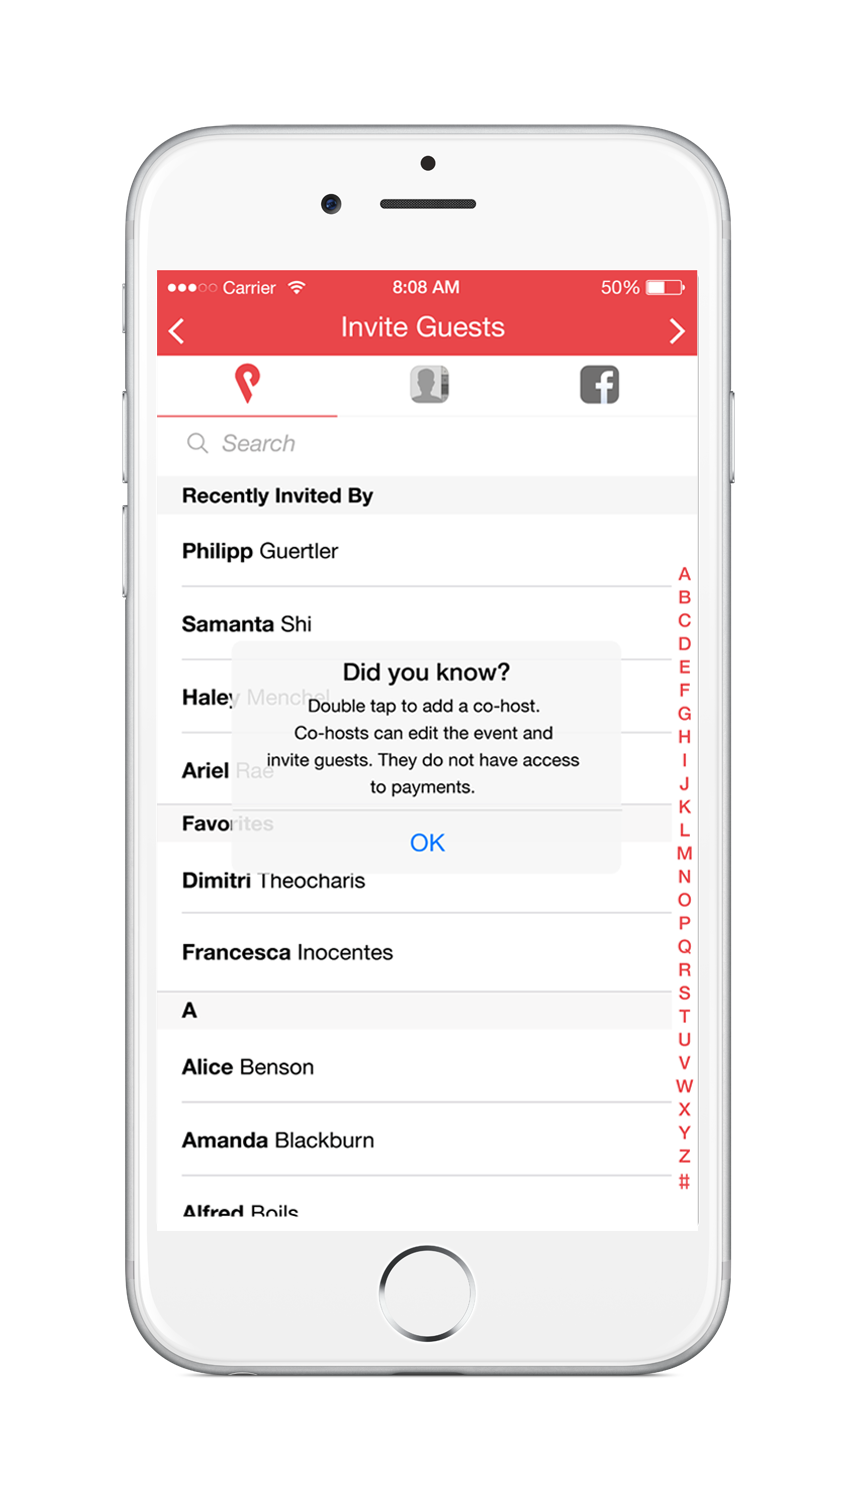 Carrier 8:08 AM 50%
Invite Guests
Search
Recently Invited By
Philipp Guertler
Samanta Shi
Haley Menchel
Ariel Rae
Did you know?
Double tap to add a co-host.
Co-hosts can edit the event and
invite guests. They do not have access
to payments.
OK
Favorites
Dimitri Theocharis
Francesca Inocentes
A
Alice Benson
Amanda Blackburn
Alfred Boils
A
B
C
D
E
F
G
H
I
J
K
L
M
N
O
P
Q
R
S
T
U
V
W
X
Y
Z
#